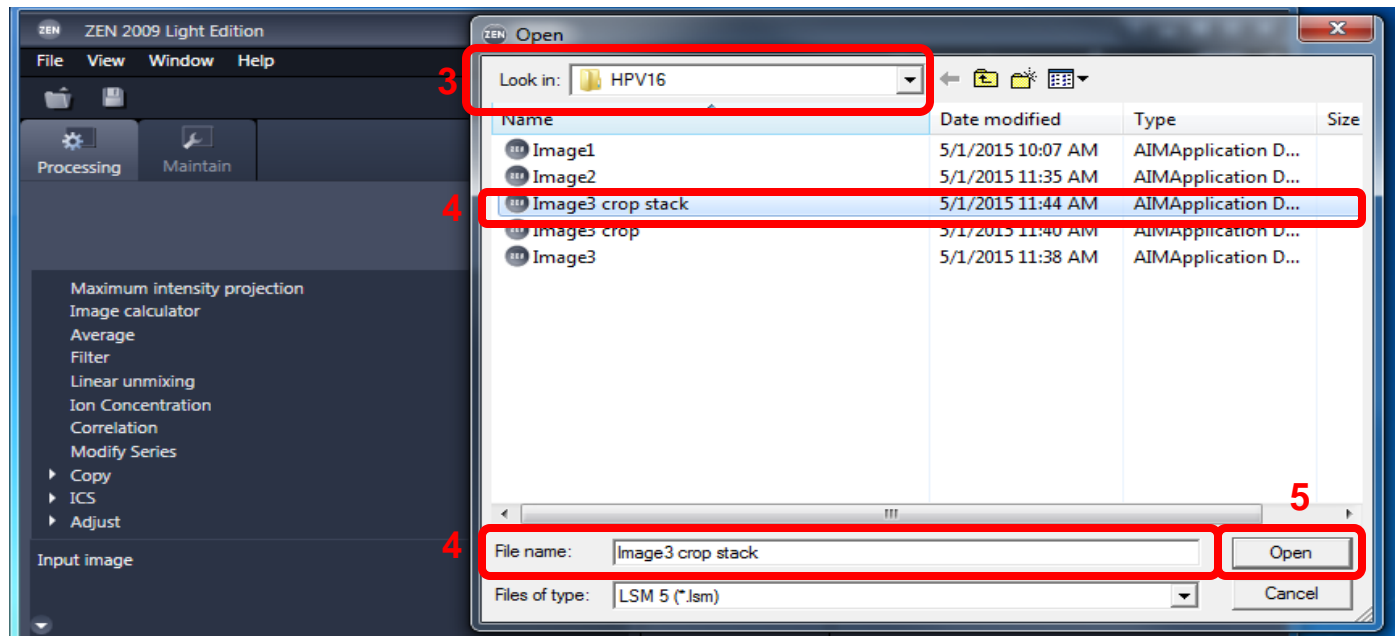 ZEN ZEN 2009 Light Edition
File View Window Help
Processing Maintain
Maximum intensity projection
Image calculator
Average
Filter
Linear unmixing
Ion Concentration
Correlation
Modify Series
Copy
ICS
Adjust
Input image
ZEN Open
3
Look in: HPV16
Name Date modified Type Size
Image1 5/1/2015 10:07 AM AIMApplication D...
Image2 5/1/2015 11:35 AM AIMApplication D...
4 Image3 crop stack 5/1/2015 11:44 AM AIMApplication D...
Image3 crop 5/1/2015 11:40 AM AIMApplication D...
Image3 5/1/2015 11:38 AM AIMApplication D...
5
4 File name: Image3 crop stack Open
Files of type: LSM 5 (*.lsm) Cancel